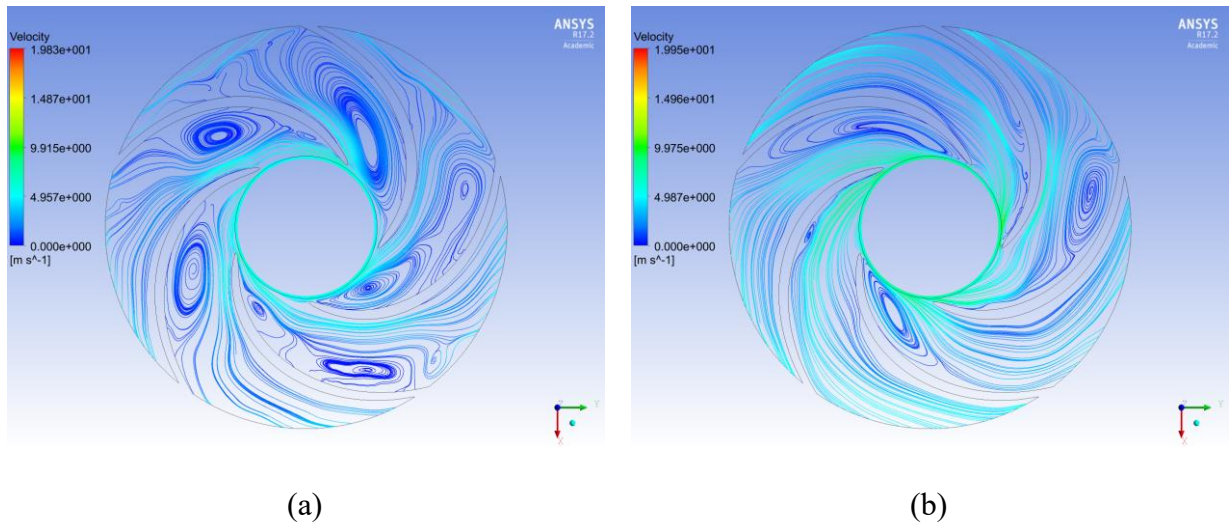 ANSYS
R17.2
Academic
Velocity
1.983e+001
1.487e+001
9.915e+000
4.957e+000
0.000e+000
[m s^-1]
Y
X
(a)
ANSYS
R17.2
Academic
Velocity
1.995e+001
1.496e+001
9.975e+000
4.987e+000
0.000e+000
[m s^-1]
Y
X
(b)